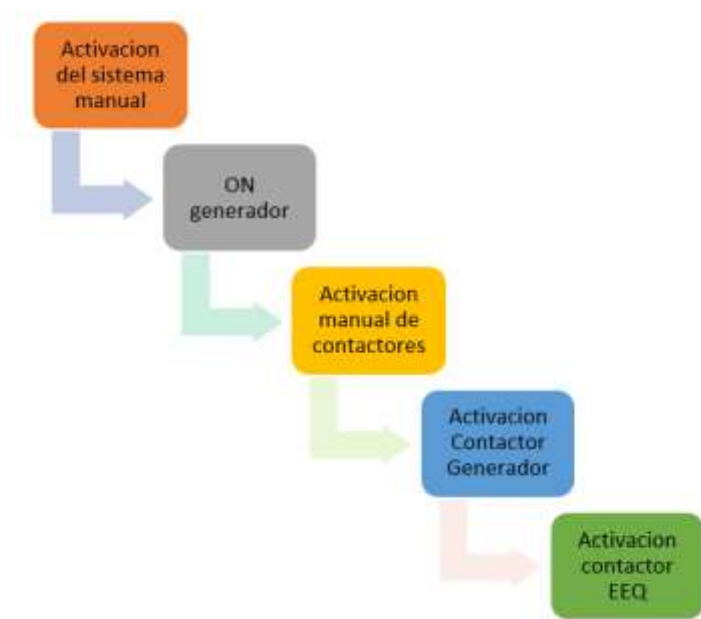 Activacion
del sistema
manual
ON
generador
Activacion
manual de
contactores
Activacion
Contactor
Generador
Activacion
contactor
EEQ